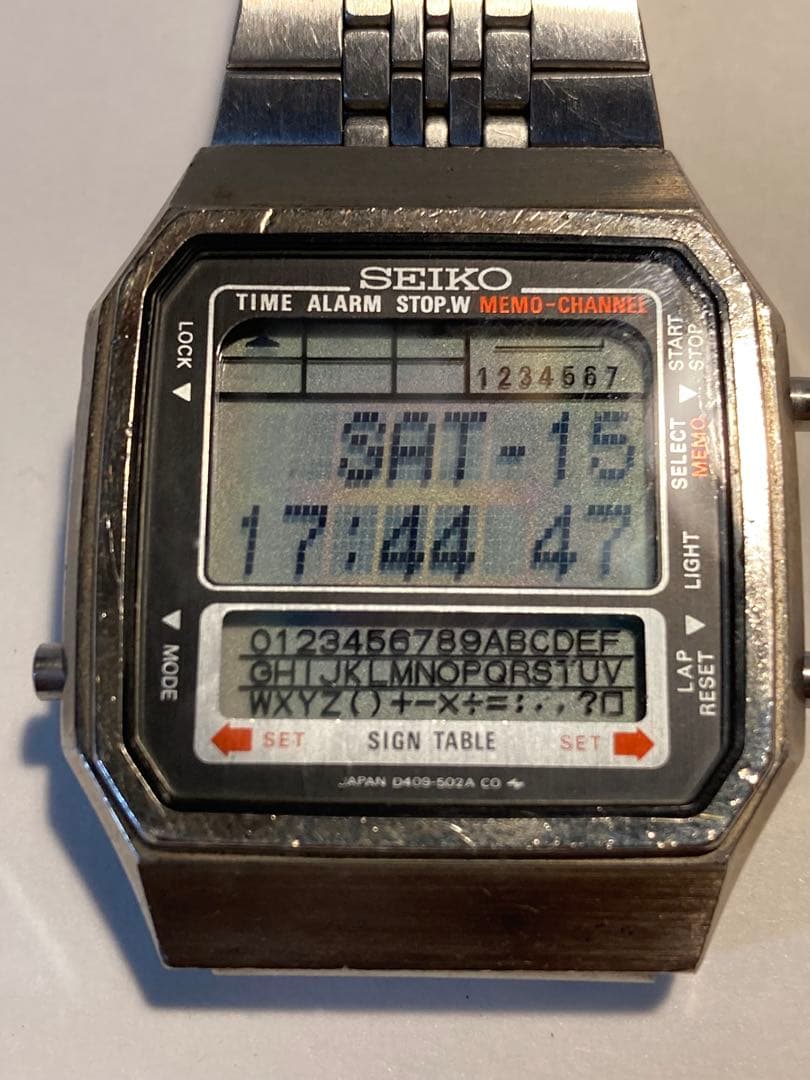 SEIKO
TIME ALARM STOP.W MEMO-CHANNEL
LOCK
START
STOP
1234567
SAT-15
SELECT
MEMO
17:44 47
LIGHT
0123456789ABCDEF
GHIJKLMNOPQRSTUV
WXYZ()+-×÷=:.,?□
MODE
LAP
RESET
SET SIGN TABLE SET
JAPAN D409-502A CO